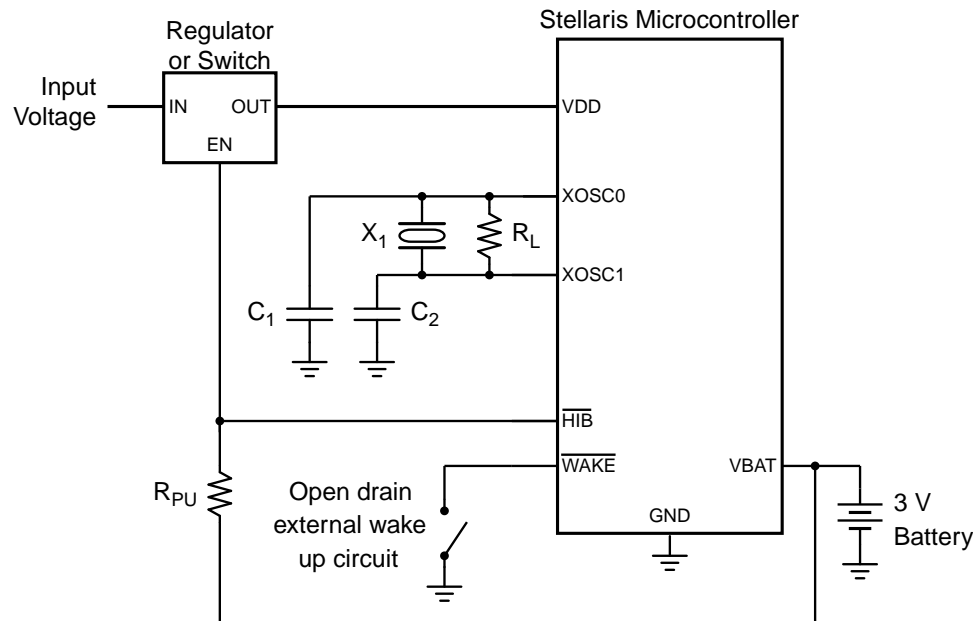 Stellaris Microcontroller
Regulator
or Switch
Input
Voltage
IN
OUT
EN
VDD
XOSC0
X1
RL
XOSC1
C1
C2
HIB
WAKE
VBAT
RPU
Open drain
external wake
up circuit
GND
3 V
Battery